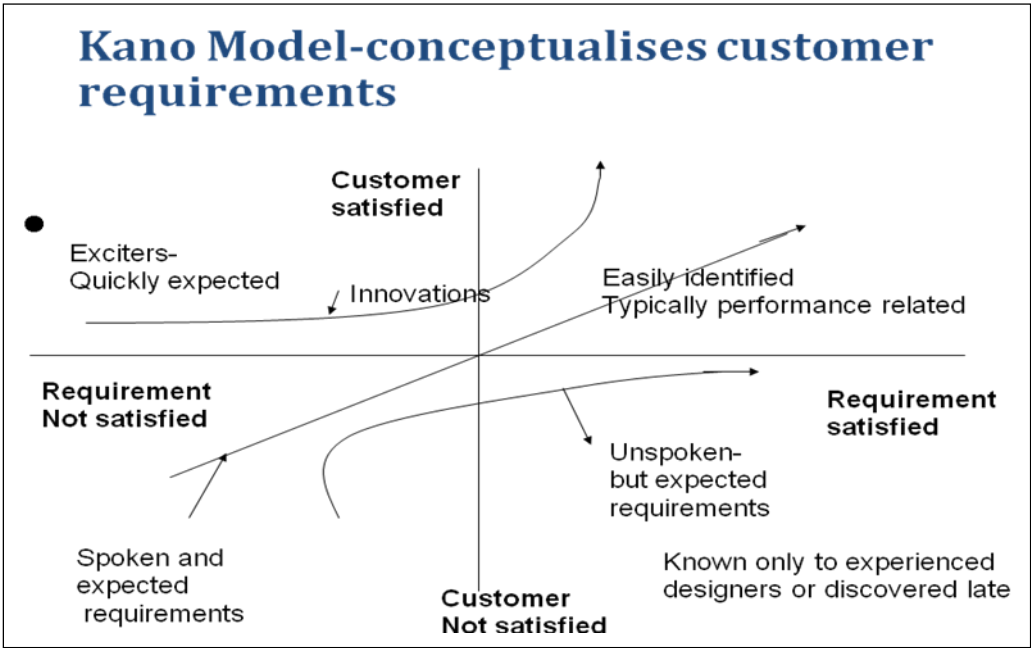 Kano Model-conceptualises customer
requirements
Customer
satisfied
Exciters-
Quickly expected
Innovations
Easily identified
Typically performance related
Requirement
Not satisfied
Requirement
satisfied
Unspoken-
but expected
requirements
Spoken and
expected
requirements
Known only to experienced
designers or discovered late
Customer
Not satisfied